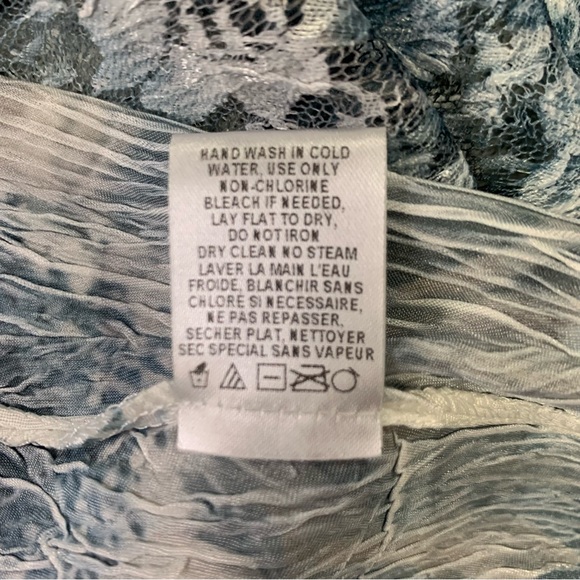 HAND WASH IN COLD
WATER, USE ONLY
NON-CHLORINE
BLEACH IF NEEDED,
LAY FLAT TO DRY,
DO NOT IRON
DRY CLEAN NO STEAM
LAVER LA MAIN L'EAU
FROIDE, BLANCHIR SANS
CHLORE SI NECESSAIRE,
NE PAS REPASSER,
SECHER PLAT, NETTOYER
SEC SPECIAL SANS VAPEUR